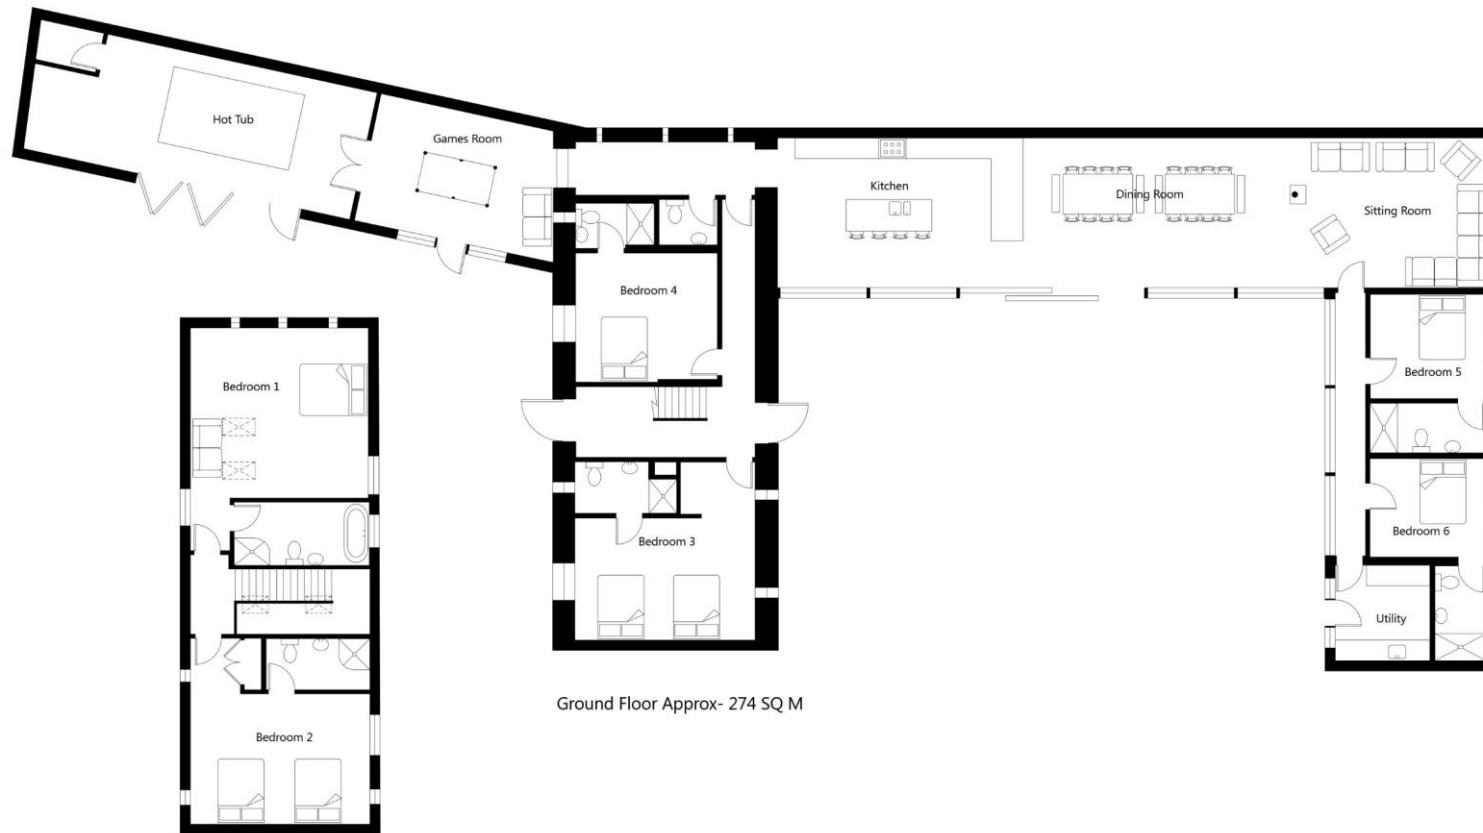 Hot Tub
Games Room
Kitchen
Dining Room
Sitting Room
Bedroom 4
Bedroom 5
Bedroom 1
Bedroom 3
Bedroom 6
Utility
Ground Floor Approx- 274 SQ M
Bedroom 2